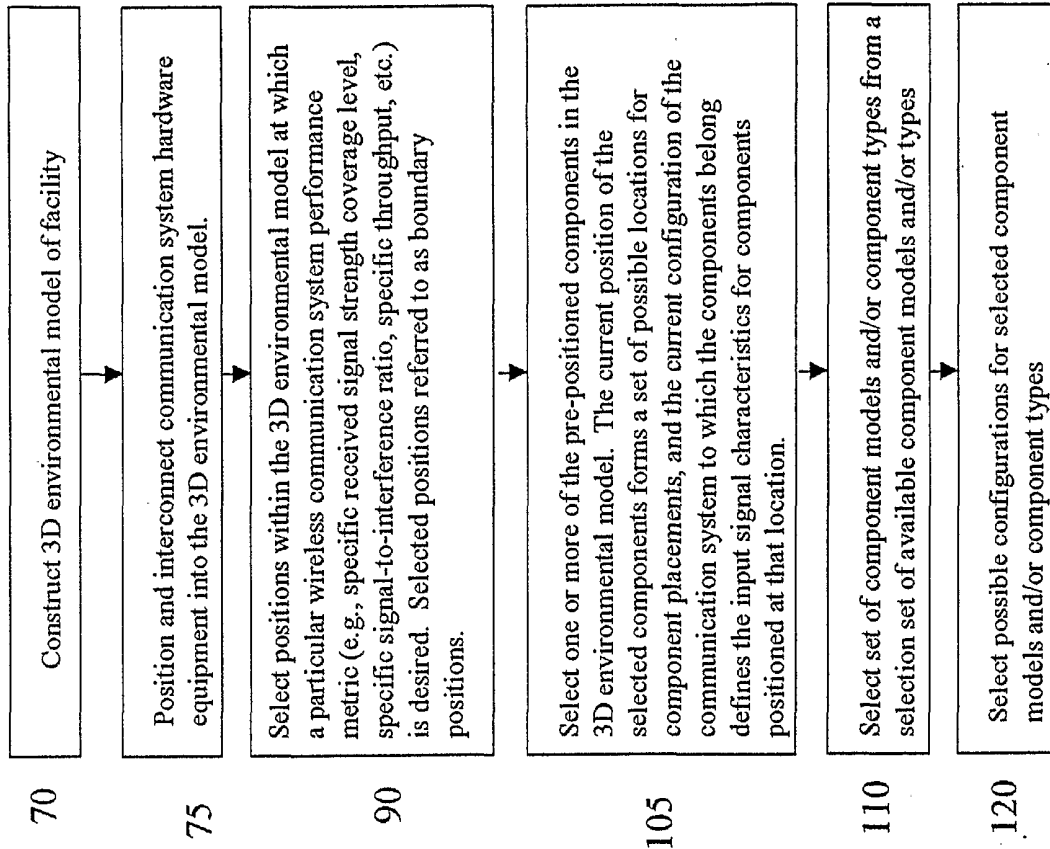 70
Construct 3D environmental model of facility
75
Position and interconnect communication system hardware
equipment into the 3D environmental model.
90
Select positions within the 3D environmental model at which
a particular wireless communication system performance
metric (e.g., specific received signal strength coverage level,
specific signal-to-interference ratio, specific throughput, etc.)
is desired. Selected positions referred to as boundary
positions.
105
Select one or more of the pre-positioned components in the
3D environmental model. The current position of the
selected components forms a set of possible locations for
component placements, and the current configuration of the
communication system to which the components belong
defines the input signal characteristics for components
positioned at that location.
110
Select set of component models and/or component types from a
selection set of available component models and/or types
120
Select possible configurations for selected component
models and/or component types